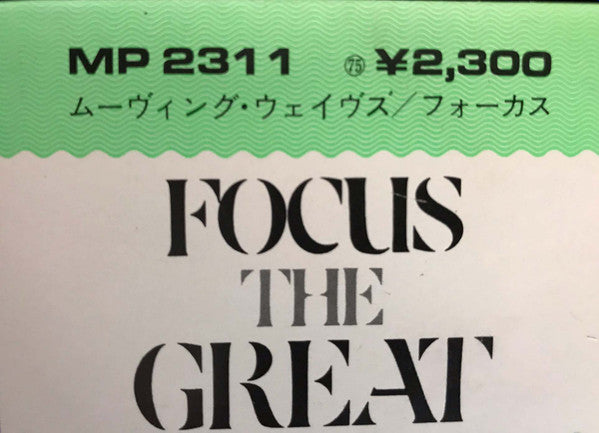 MP 2311 ㊄ ¥2,300
ムーヴィング・ウェイヴズ/フォーカス
FOCUS
THE
GREAT